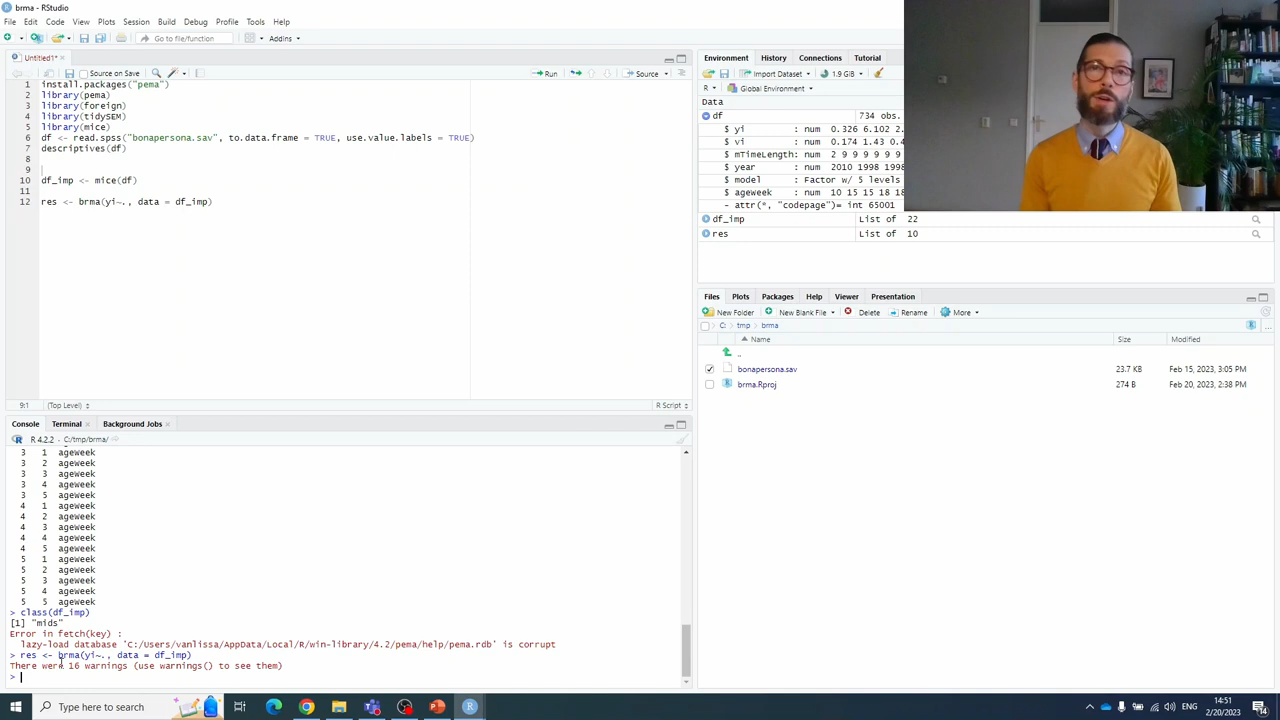 brma - RStudio
File Edit Code View Plots Session Build Debug Profile Tools Help
Go to file/function Addins
Untitled1*
Source on Save Run Source
1 install.packages("pema")
2 library(pema)
3 library(foreign)
4 library(tidySEM)
5 library(mice)
6 df <- read.spss("bonapersona.sav", to.data.frame = TRUE, use.value.labels = TRUE)
7 descriptives(df)
8
9
10 df_imp <- mice(df)
11
12 res <- brma(yi~., data = df_imp)
9:1 (Top Level) R Script
Console Terminal Background Jobs
R 4.2.2 · C:/tmp/brma/
3 1 ageweek
3 2 ageweek
3 3 ageweek
3 4 ageweek
3 5 ageweek
4 1 ageweek
4 2 ageweek
4 3 ageweek
4 4 ageweek
4 5 ageweek
5 1 ageweek
5 2 ageweek
5 3 ageweek
5 4 ageweek
5 5 ageweek
> class(df_imp)
[1] "mids"
Error in fetch(key) :
lazy-load database 'C:/Users/vanlissa/AppData/Local/R/win-library/4.2/pema/help/pema.rdb' is corrupt
> res <- brma(yi~., data = df_imp)
There were 16 warnings (use warnings() to see them)
>
Environment History Connections Tutorial
Import Dataset 1.9 GiB
R Global Environment
Data
df 734 obs.
$ yi : num 0.326 6.102 2.
$ vi : num 0.174 1.43 0.4
$ mTimeLength: num 2 9 9 9 9 9
$ year : num 2010 1998 1998
$ model : Factor w/ 5 levels
$ ageweek : num 10 15 15 18 18
- attr(*, "codepage")= int 65001
df_imp List of 22
res List of 10
Files Plots Packages Help Viewer Presentation
New Folder New Blank File Delete Rename More
C: tmp brma
Name Size Modified
..
bonapersona.sav 23.7 KB Feb 15, 2023, 3:05 PM
brma.Rproj 274 B Feb 20, 2023, 2:38 PM
Type here to search
ENG
14:51
2/20/2023
14